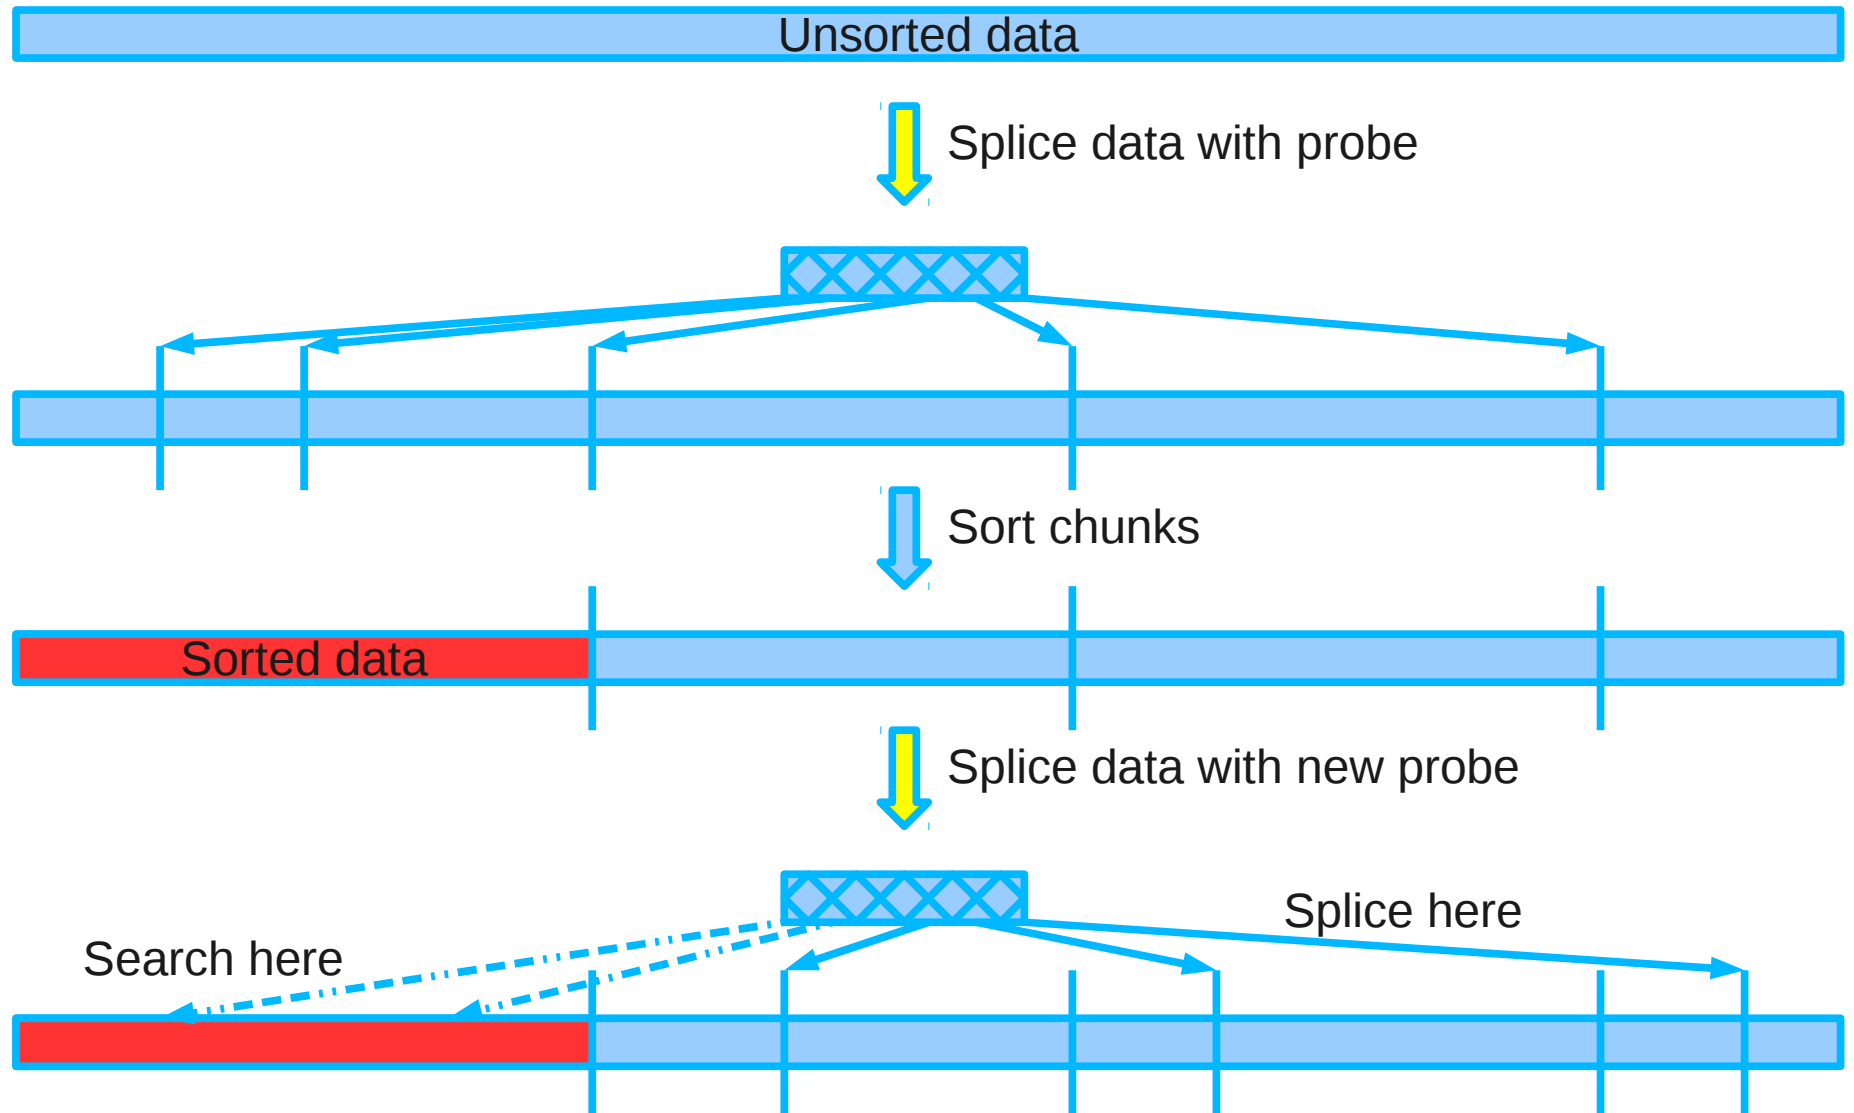 Unsorted data
Splice data with probe
Sort chunks
Sorted data
Splice data with new probe
Splice here
Search here